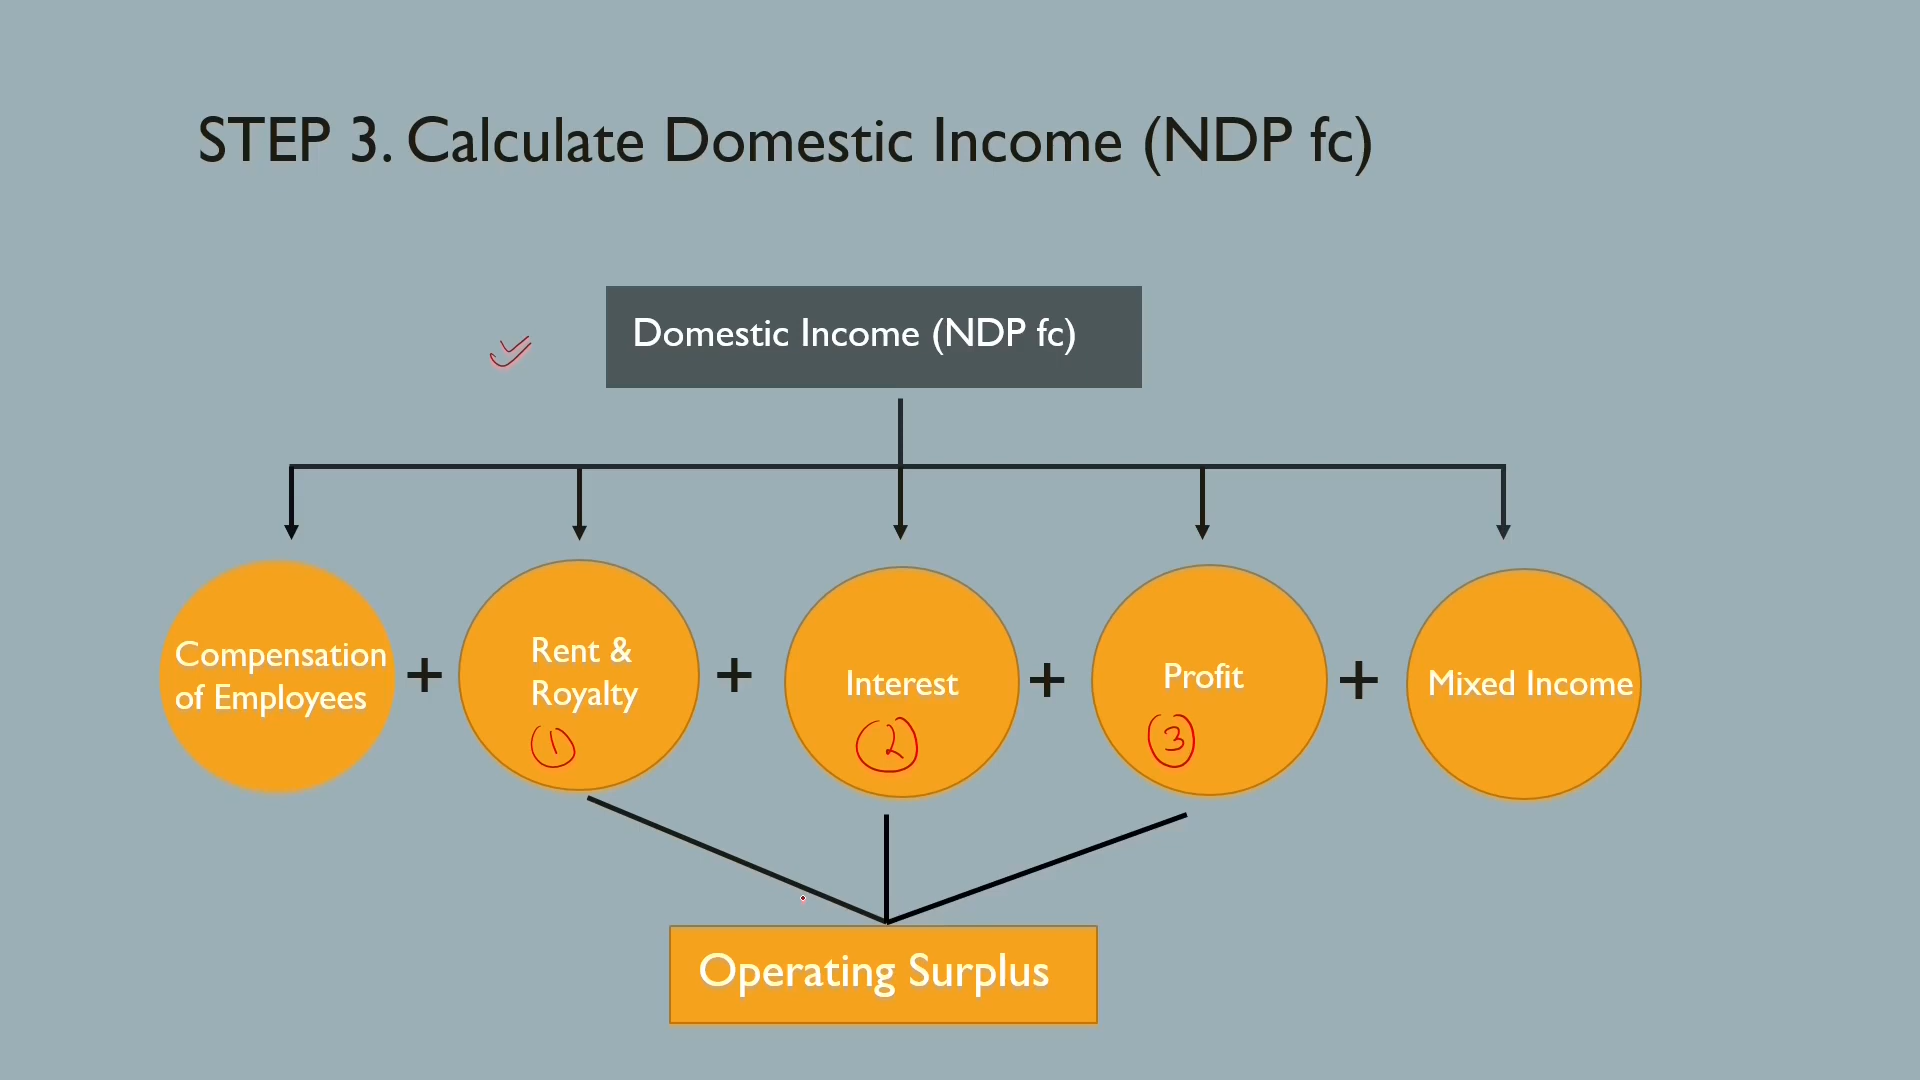 STEP 3. Calculate Domestic Income (NDP fc)
Domestic Income (NDP fc)
Compensation
of Employees
+
Rent &
Royalty
1
+
Interest
2
+
Profit
3
+
Mixed Income
Operating Surplus